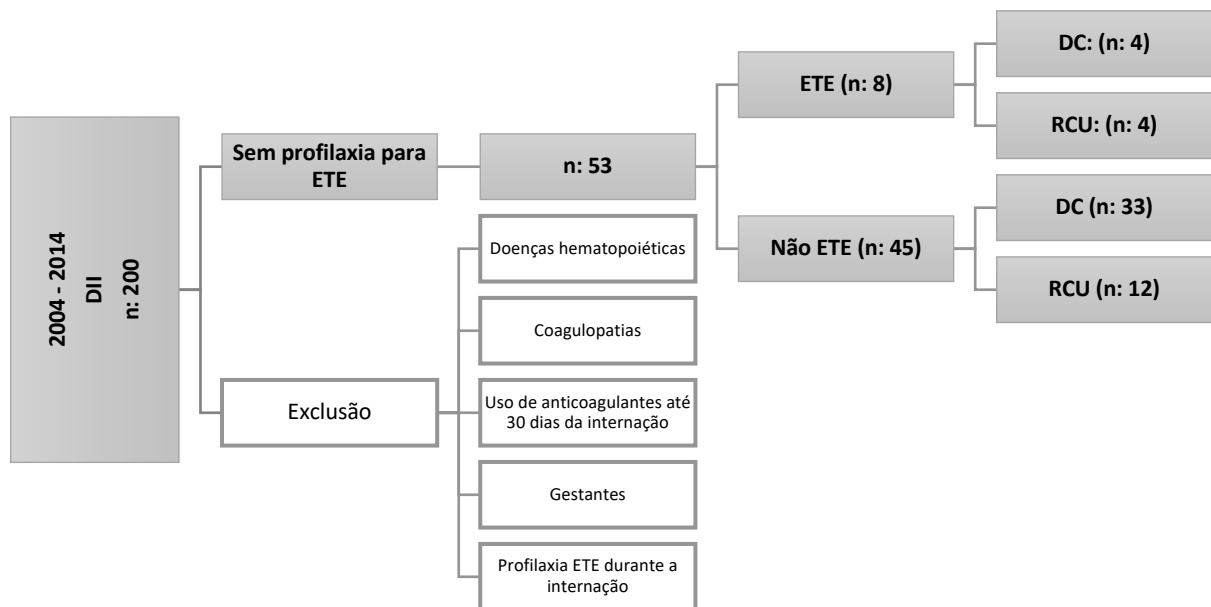 2004 - 2014
DII
n: 200
Sem profilaxia para
ETE
n: 53
ETE (n: 8)
DC: (n: 4)
RCU: (n: 4)
Não ETE (n: 45)
DC (n: 33)
RCU (n: 12)
Exclusão
Doenças hematopoiéticas
Coagulopatias
Uso de anticoagulantes até
30 dias da internação
Gestantes
Profilaxia ETE durante a
internação